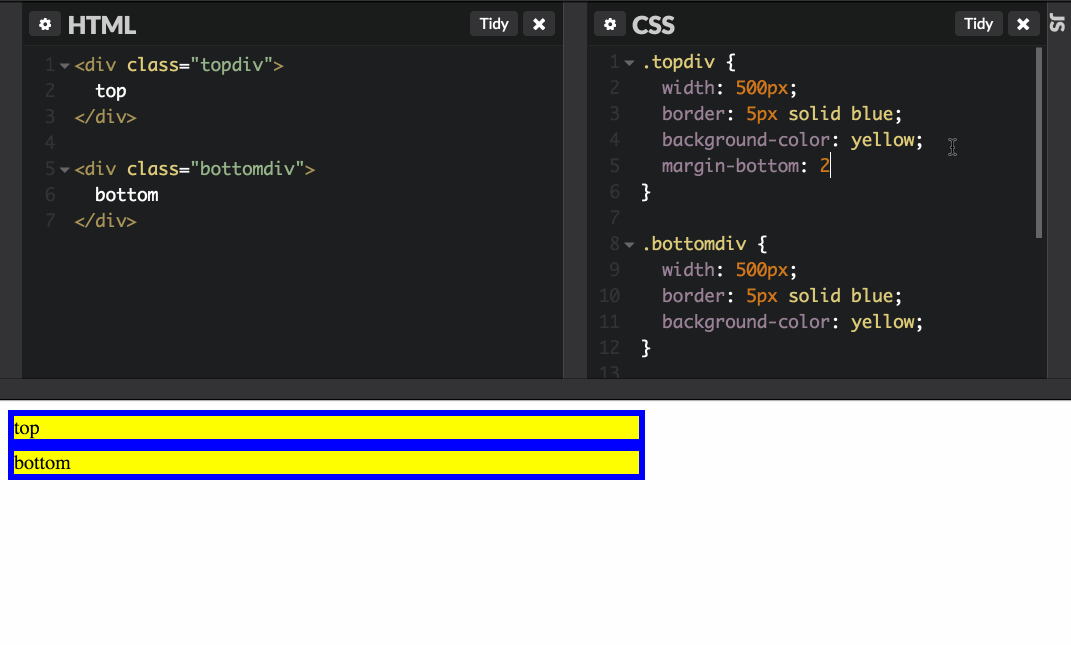 HTML
Tidy
1 <div class="topdiv">
2 top
3 </div>
4
5 <div class="bottomdiv">
6 bottom
7 </div>
CSS
Tidy
1 .topdiv {
2 width: 500px;
3 border: 5px solid blue;
4 background-color: yellow;
5 margin-bottom: 2
6 }
7
8 .bottomdiv {
9 width: 500px;
10 border: 5px solid blue;
11 background-color: yellow;
12 }
13
JS
top
bottom